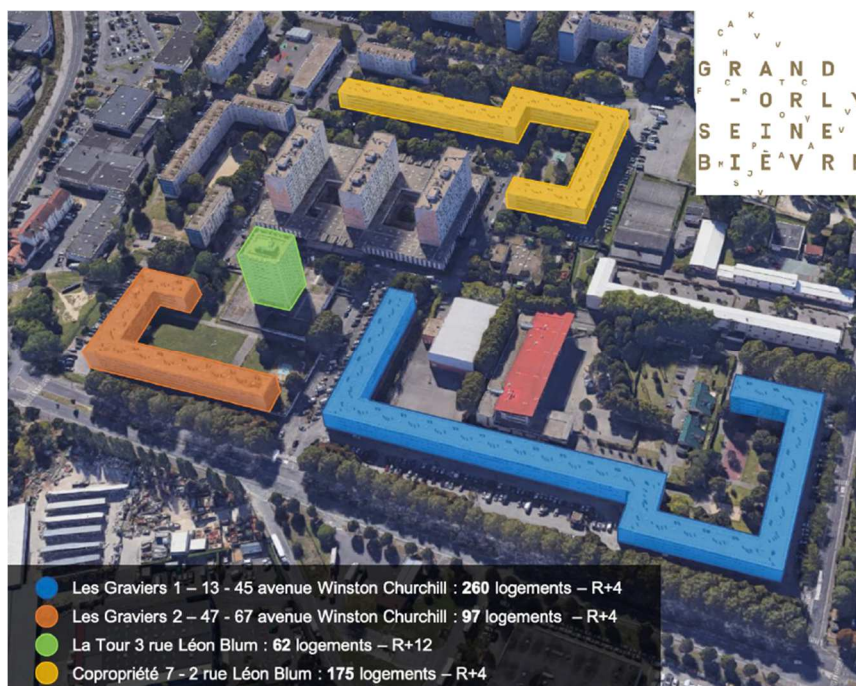 GRAND
-ORLY
SEINE
BIÈVRE
Les Graviers 1 – 13 - 45 avenue Winston Churchill : 260 logements – R+4
Les Graviers 2 – 47 - 67 avenue Winston Churchill : 97 logements – R+4
La Tour 3 rue Léon Blum : 62 logements – R+12
Copropriété 7 - 2 rue Léon Blum : 175 logements – R+4